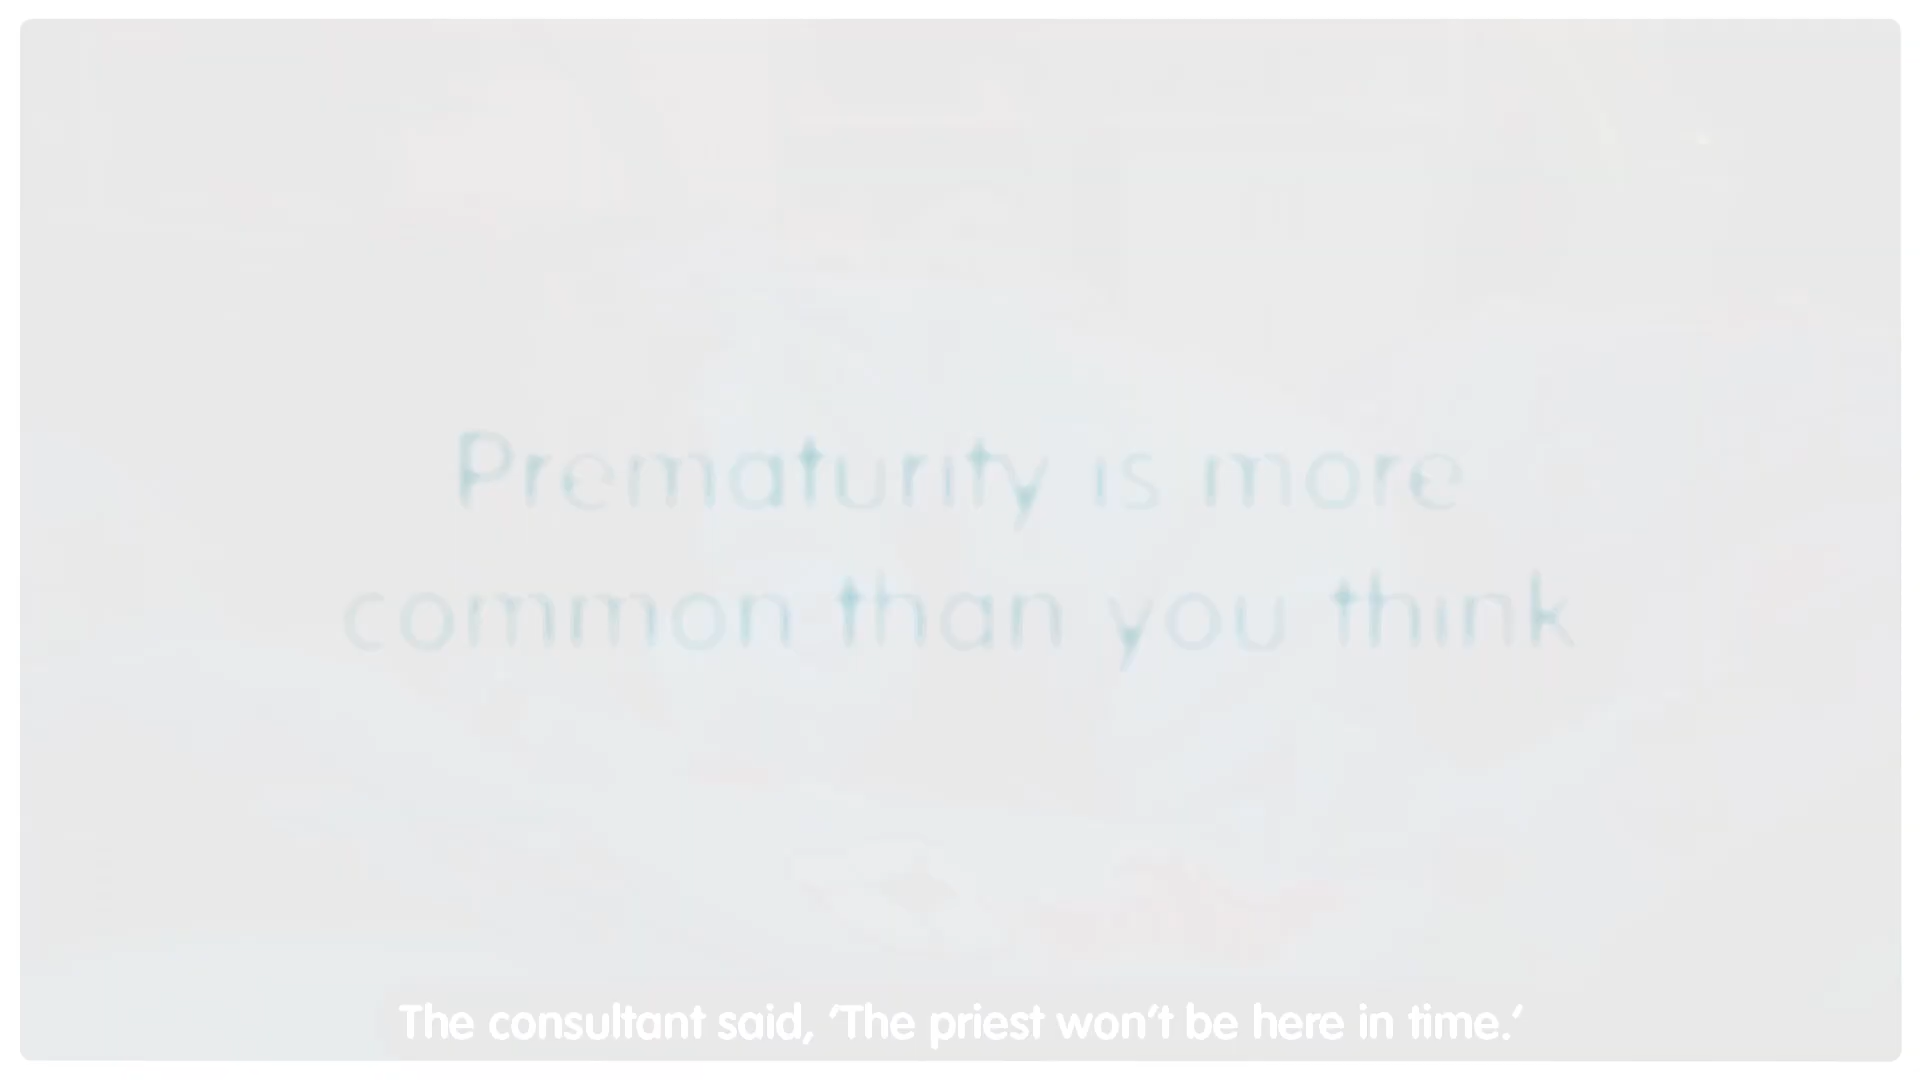 Prematurity is more
common than you think
The consultant said, 'The priest won't be here in time.'